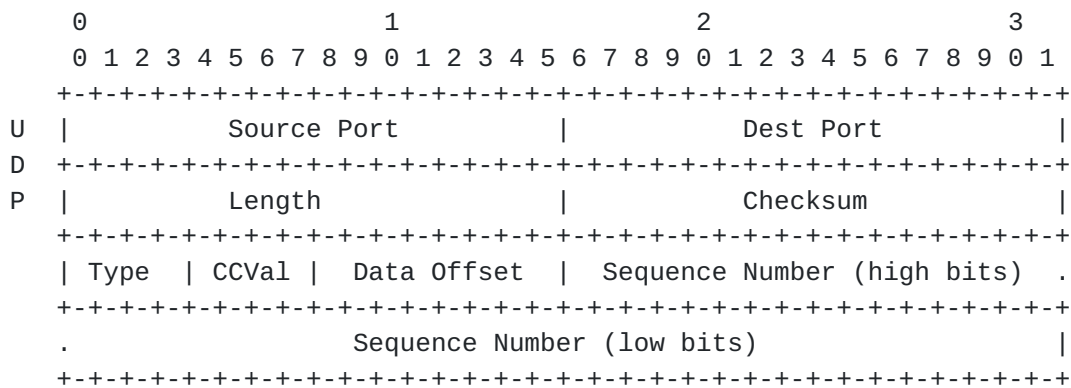 0                   1                   2                   3
 0 1 2 3 4 5 6 7 8 9 0 1 2 3 4 5 6 7 8 9 0 1 2 3 4 5 6 7 8 9 0 1
   +-+-+-+-+-+-+-+-+-+-+-+-+-+-+-+-+-+-+-+-+-+-+-+-+-+-+-+-+-+-+-+-+
U  |          Source Port          |           Dest Port           |
D  +-+-+-+-+-+-+-+-+-+-+-+-+-+-+-+-+-+-+-+-+-+-+-+-+-+-+-+-+-+-+-+-+
P  |          Length               |           Checksum            |
   +-+-+-+-+-+-+-+-+-+-+-+-+-+-+-+-+-+-+-+-+-+-+-+-+-+-+-+-+-+-+-+-+
   | Type  | CCVal |  Data Offset  |  Sequence Number (high bits)  .
   +-+-+-+-+-+-+-+-+-+-+-+-+-+-+-+-+-+-+-+-+-+-+-+-+-+-+-+-+-+-+-+-+
   .                  Sequence Number (low bits)                   |
   +-+-+-+-+-+-+-+-+-+-+-+-+-+-+-+-+-+-+-+-+-+-+-+-+-+-+-+-+-+-+-+-+